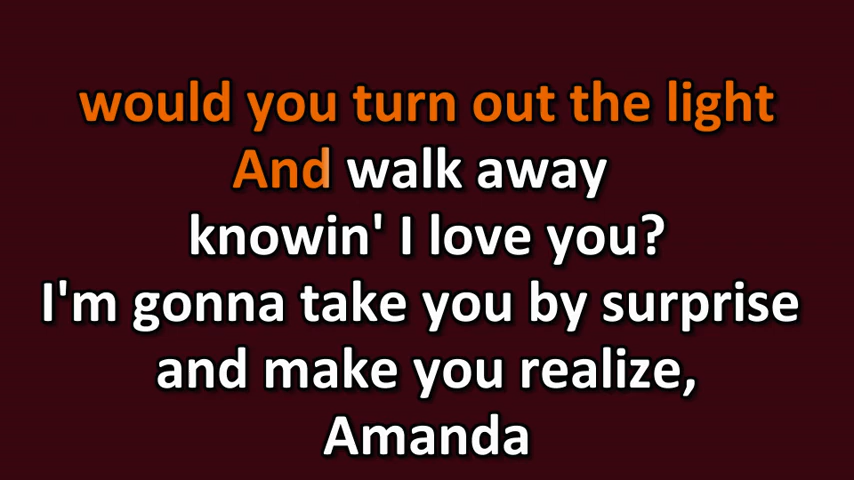 would you turn out the light
And walk away
knowin' I love you?
I'm gonna take you by surprise
and make you realize,
Amanda